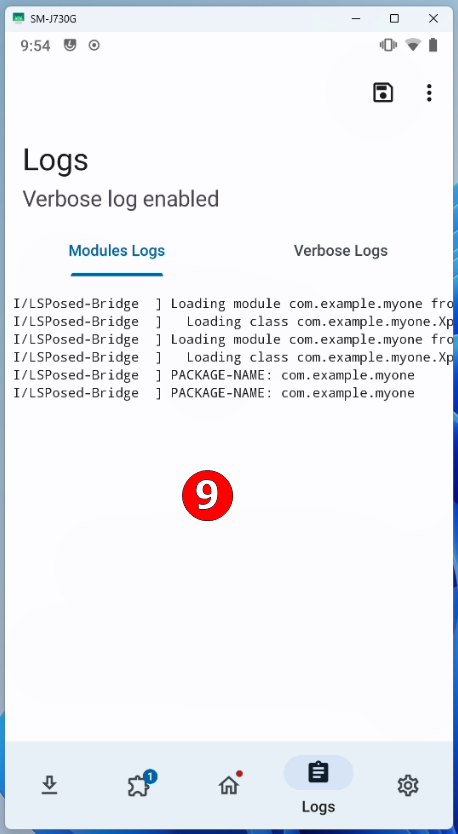 SM-J730G
9:54
Logs
Verbose log enabled
Modules Logs
Verbose Logs
I/LSPosed-Bridge ] Loading module com.example.myone fro
I/LSPosed-Bridge ] Loading class com.example.myone.Xp
I/LSPosed-Bridge ] Loading module com.example.myone fro
I/LSPosed-Bridge ] Loading class com.example.myone.Xp
I/LSPosed-Bridge ] PACKAGE-NAME: com.example.myone
I/LSPosed-Bridge ] PACKAGE-NAME: com.example.myone
9
1
Logs